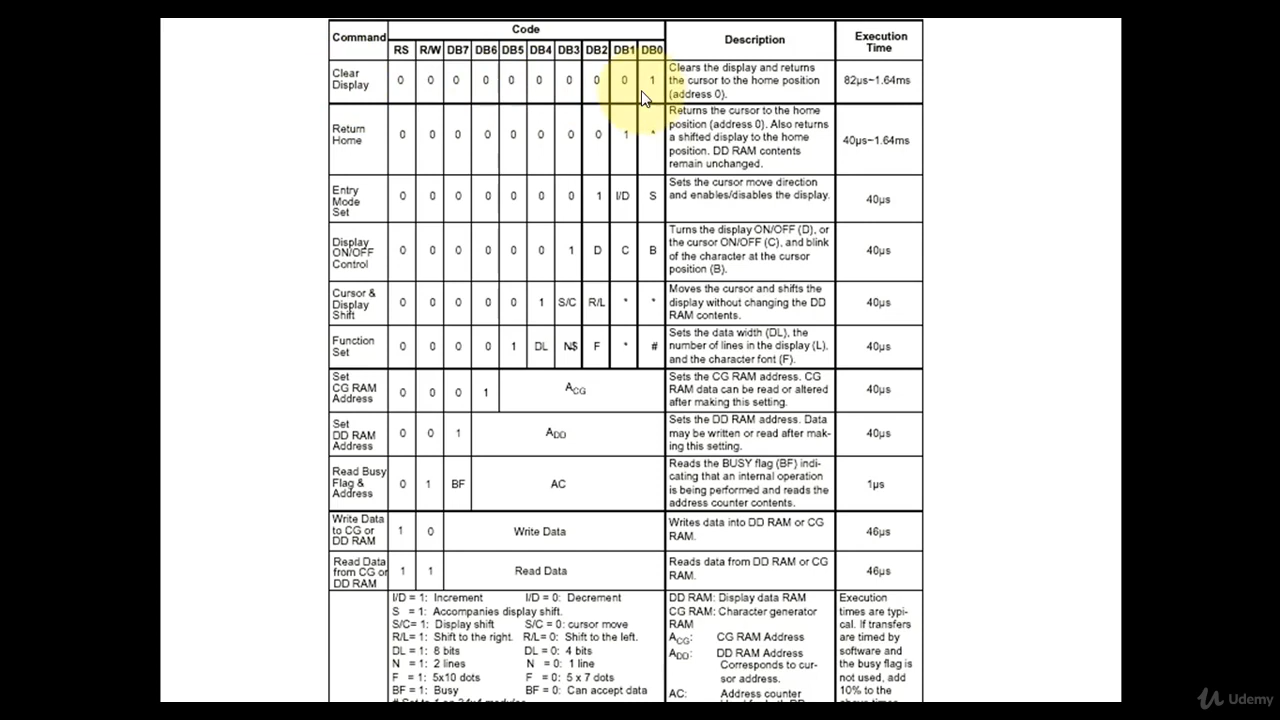 Command Code Description Execution Time
RS R/W DB7 DB6 DB5 DB4 DB3 DB2 DB1 DB0
Clear Display 0 0 0 0 0 0 0 0 0 1 Clears the display and returns the cursor to the home position (address 0). 82µs~1.64ms
Return Home 0 0 0 0 0 0 0 0 1 * Returns the cursor to the home position (address 0). Also returns a shifted display to the home position. DD RAM contents remain unchanged. 40µs~1.64ms
Entry Mode Set 0 0 0 0 0 0 0 1 I/D S Sets the cursor move direction and enables/disables the display. 40µs
Display ON/OFF Control 0 0 0 0 0 0 1 D C B Turns the display ON/OFF (D), or the cursor ON/OFF (C), and blink of the character at the cursor position (B). 40µs
Cursor & Display Shift 0 0 0 0 0 1 S/C R/L * * Moves the cursor and shifts the display without changing the DD RAM contents. 40µs
Function Set 0 0 0 0 1 DL N$ F * # Sets the data width (DL), the number of lines in the display (L), and the character font (F). 40µs
Set CG RAM Address 0 0 0 1 ACG Sets the CG RAM address. CG RAM data can be read or altered after making this setting. 40µs
Set DD RAM Address 0 0 1 ADD Sets the DD RAM address. Data may be written or read after mak-ing this setting. 40µs
Read Busy Flag & Address 0 1 BF AC Reads the BUSY flag (BF) indi-cating that an internal operation is being performed and reads the address counter contents. 1µs
Write Data to CG or DD RAM 1 0 Write Data Writes data into DD RAM or CG RAM. 46µs
Read Data from CG or DD RAM 1 1 Read Data Reads data from DD RAM or CG RAM. 46µs
I/D = 1: Increment I/D = 0: Decrement
S = 1: Accompanies display shift.
S/C= 1: Display shift S/C = 0: cursor move
R/L= 1: Shift to the right. R/L= 0: Shift to the left.
DL = 1: 8 bits DL = 0: 4 bits
N = 1: 2 lines N = 0: 1 line
F = 1: 5x10 dots F = 0: 5 x 7 dots
BF = 1: Busy BF = 0: Can accept data
DD RAM: Display data RAM
CG RAM: Character generator
RAM
ACG: CG RAM Address
ADD: DD RAM Address
Corresponds to cur-
sor address.
AC: Address counter
Execution
times are typi-
cal. If transfers
are timed by
software and
the busy flag is
not used, add
10% to the
Udemy